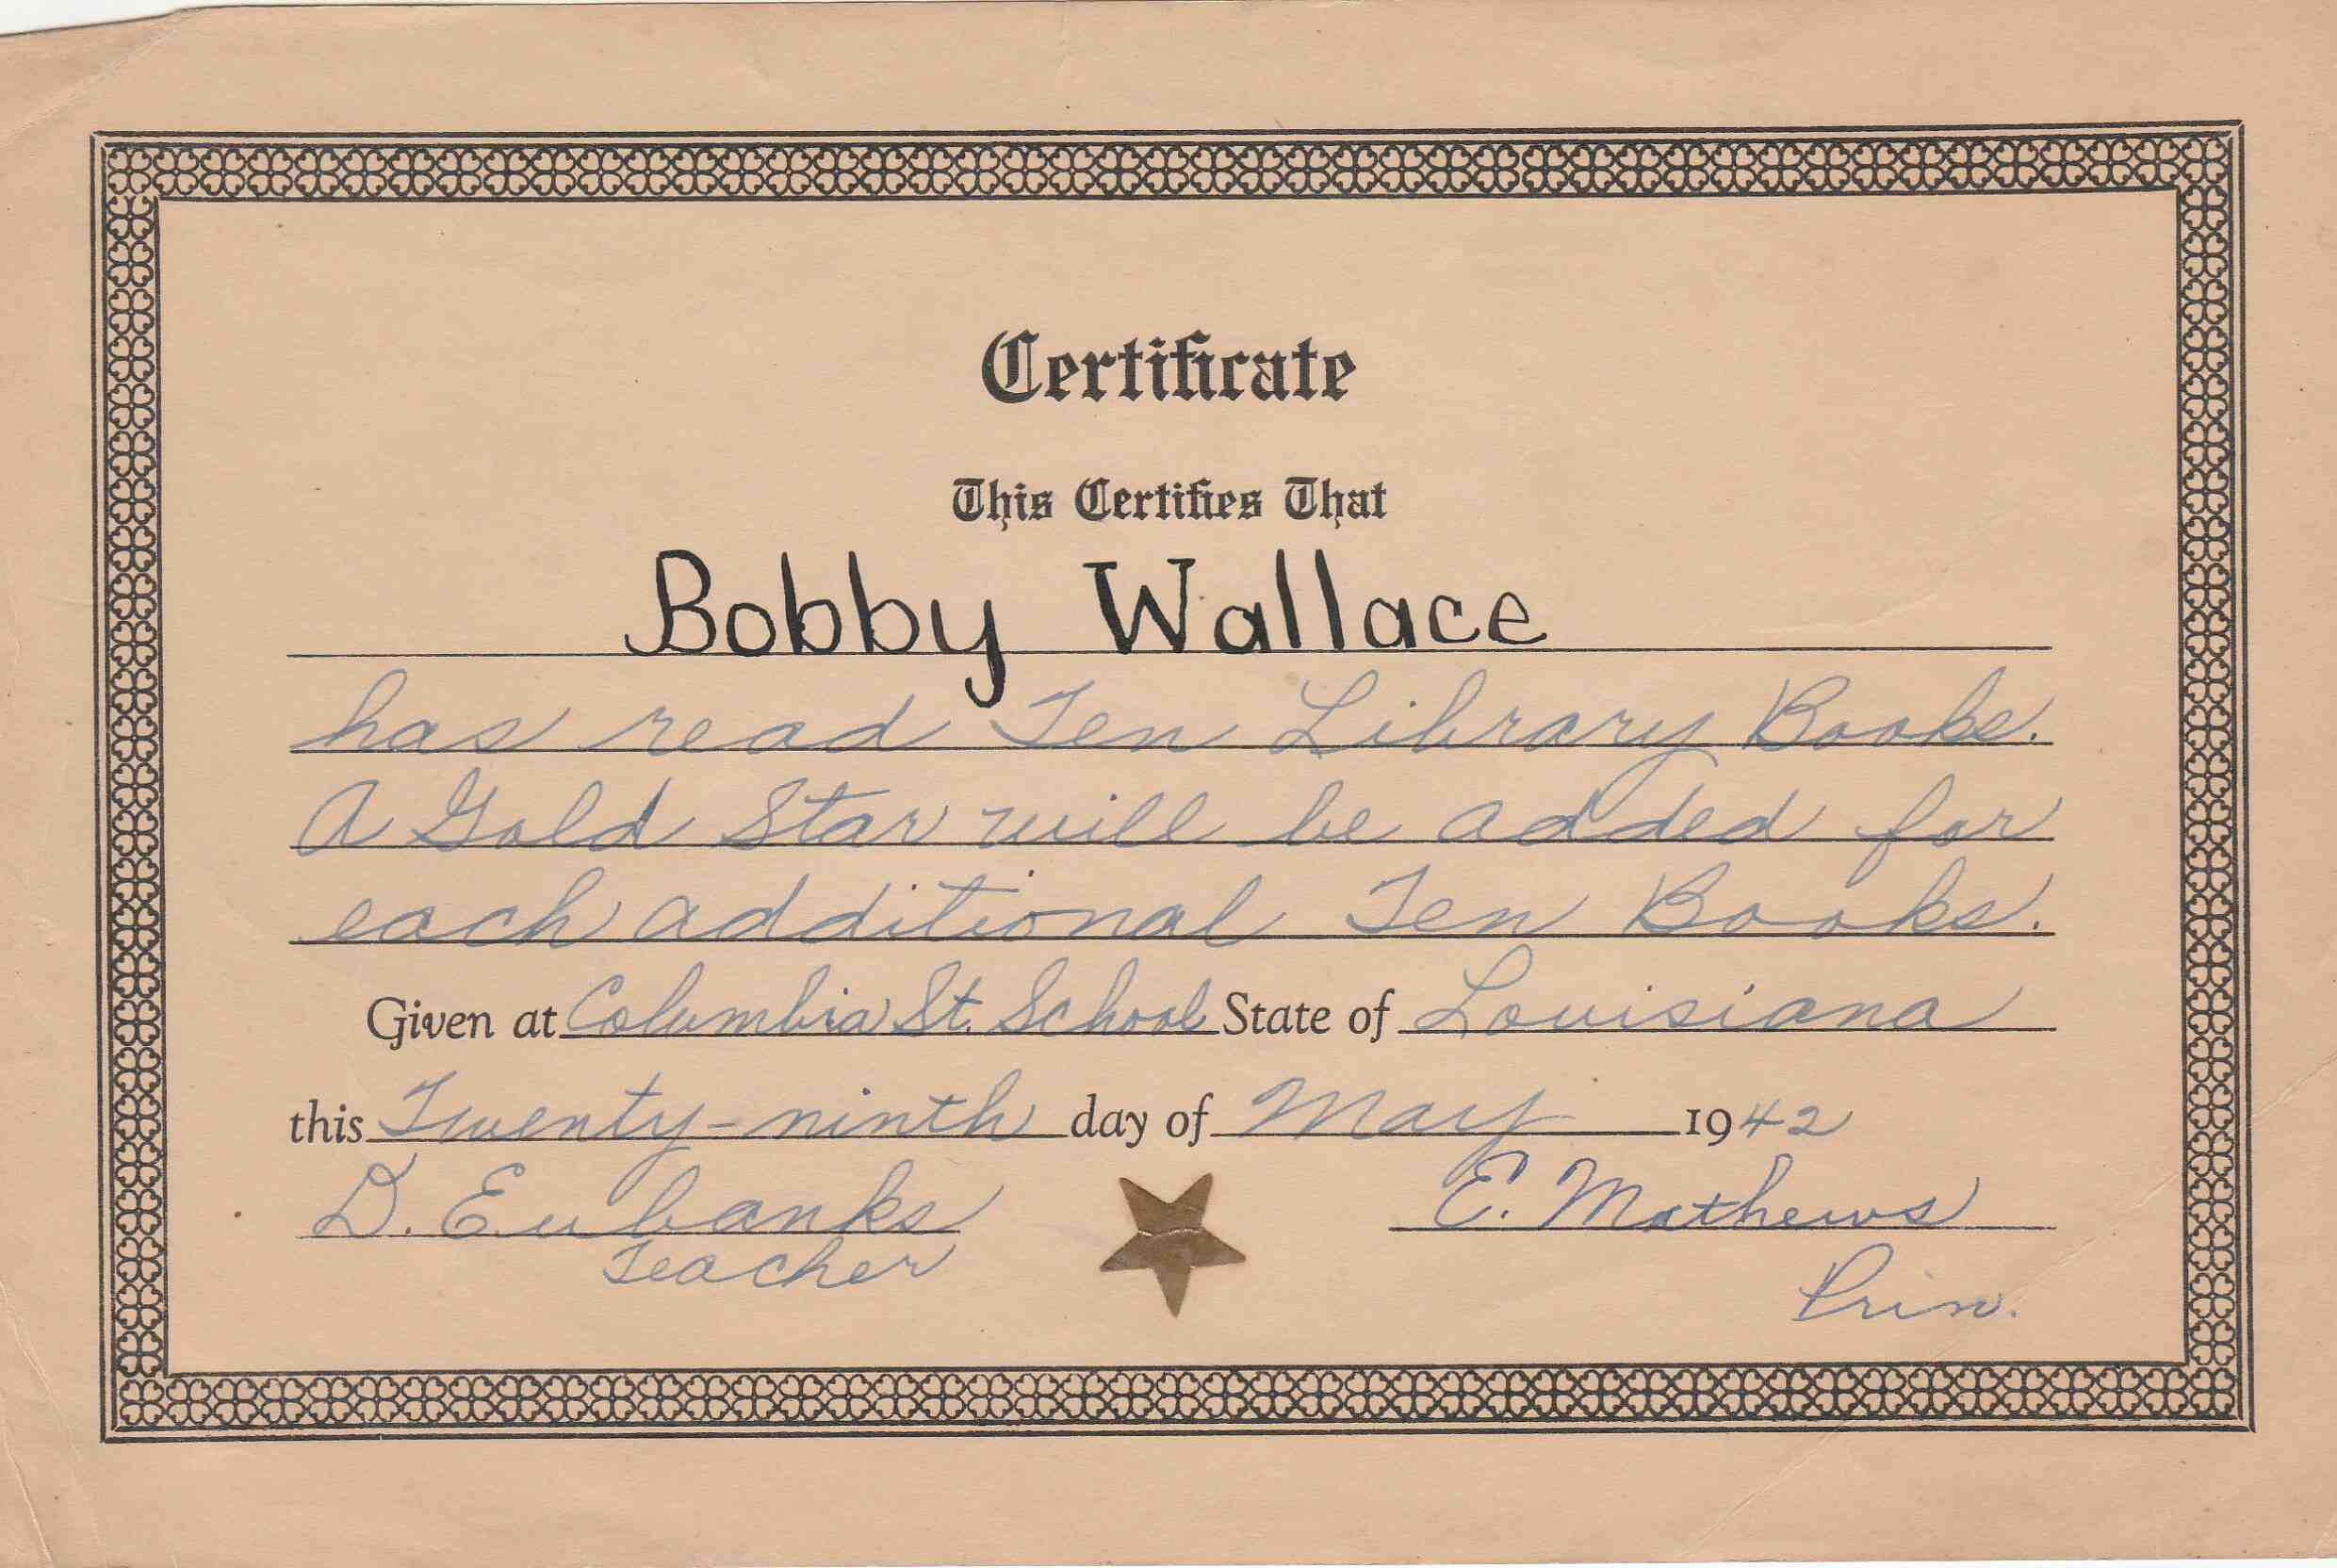 Certificate
This Certifies That
Bobby Wallace
has read Ten Library Books.
A Gold Star will be added for
each additional Ten Books.
Given at Columbia St. School State of Louisiana
this Twenty-ninth day of May 1942
D. Eubanks E. Mathews
Teacher
Prin.